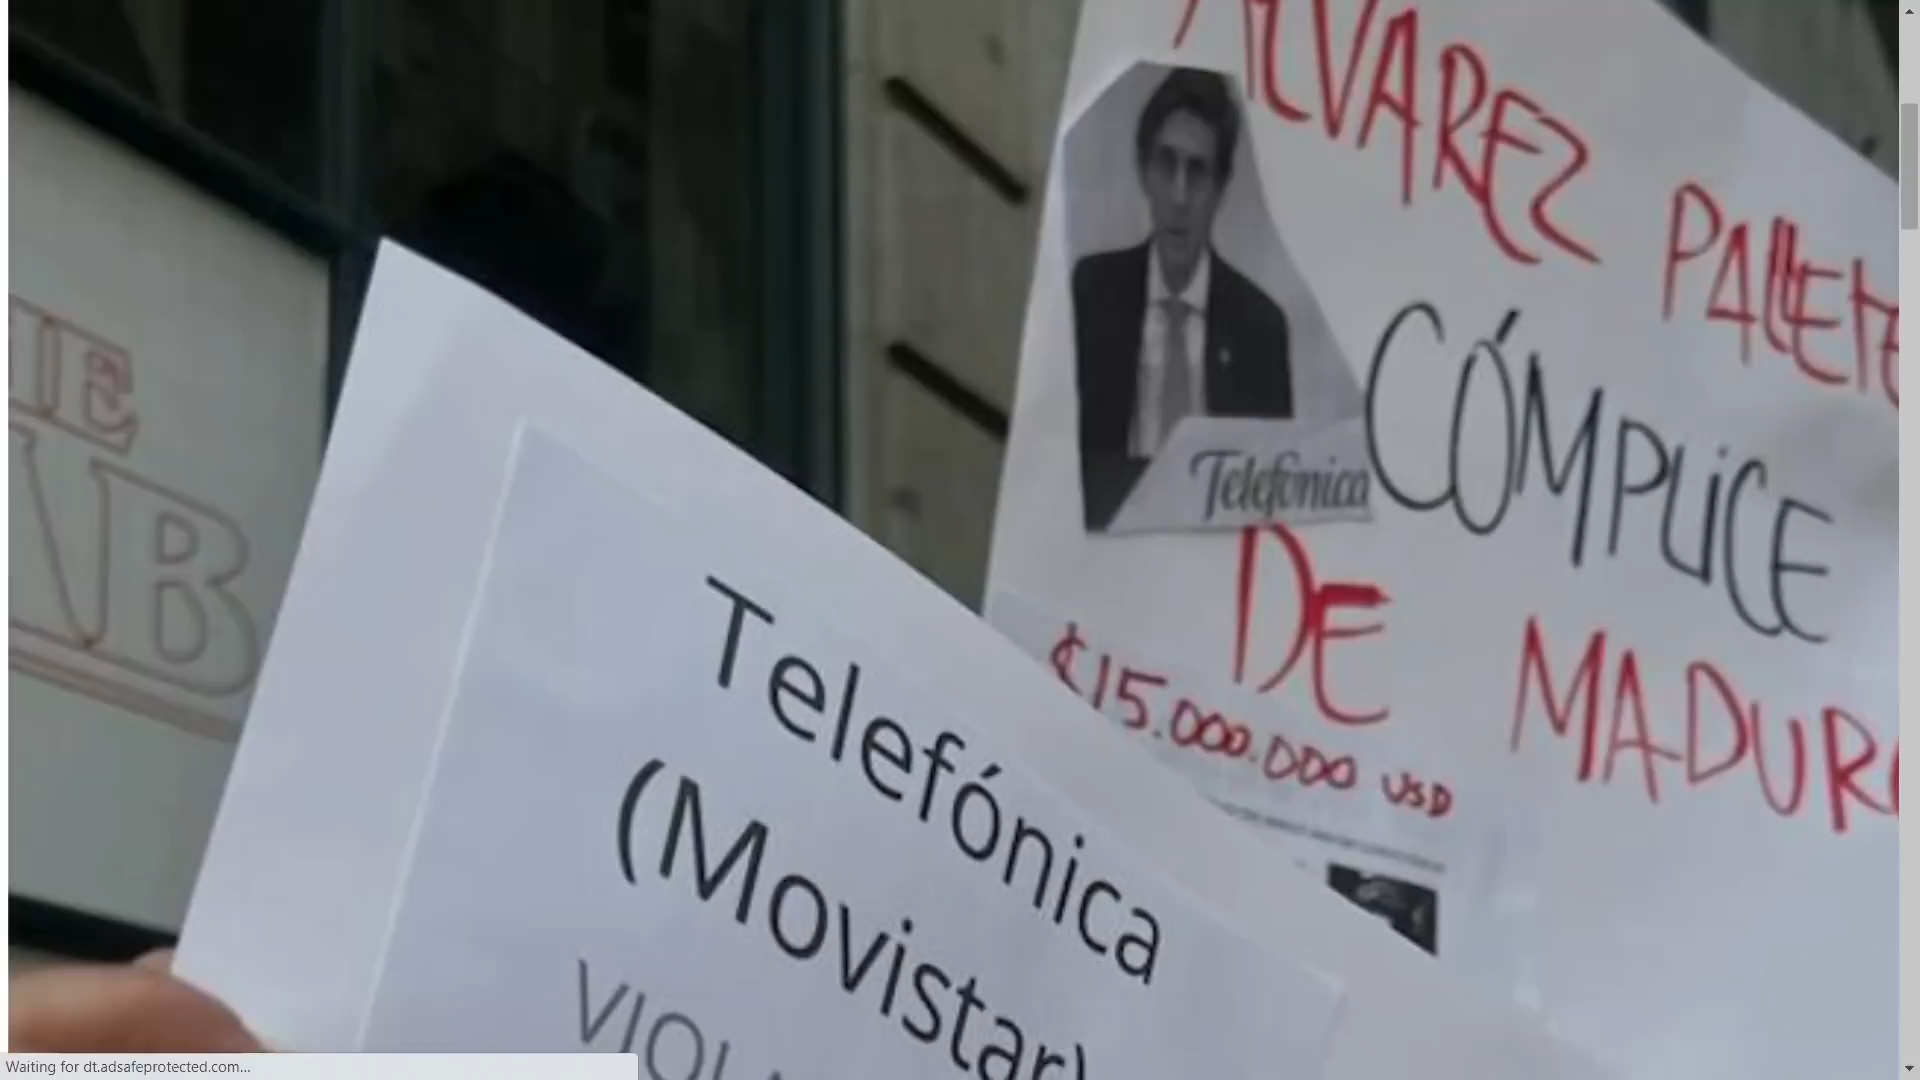 ALVAREZ PALLETE
CÓMPLICE
Telefónica
DE MADURO
$15.000.000 USD
Telefónica
(Movistar)
Waiting for dt.adsafeprotected.com...